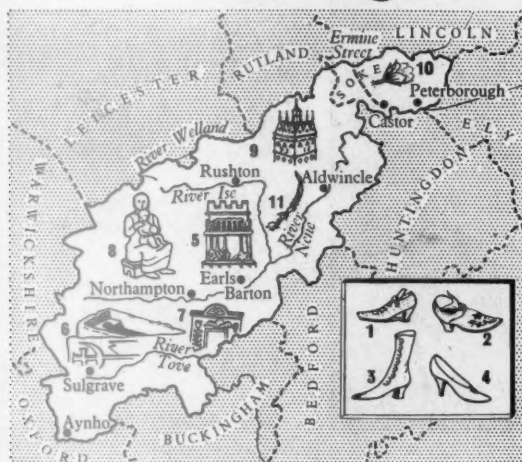 Ermine
Street
LINCOLN
RUTLAND
LEICESTER
SOKE
10
Peterborough
Castor
ELY
River Welland
9
WARWICKSHIRE
Rushton
Aldwincle
River Ise
11
River
Nene
HUNTINGDON
8
5
Earls
Barton
Northampton
6
7
River
Tove
Sulgrave
BEDFORD
1
2
3
4
Aynho
BUCKINGHAM
OXFORD